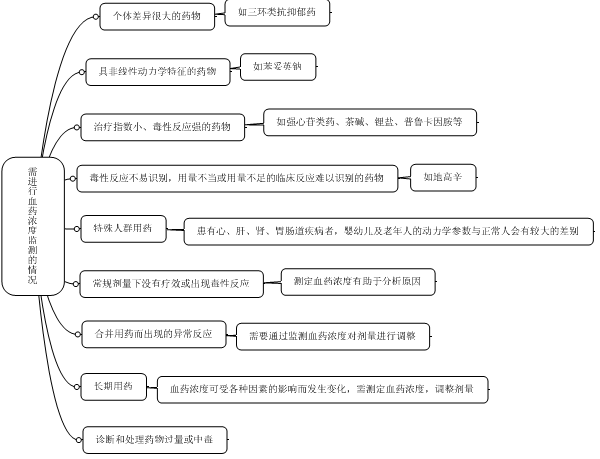 需进行血药浓度监测的情况
个体差异很大的药物
如三环类抗抑郁药
具非线性动力学特征的药物
如苯妥英钠
治疗指数小、毒性反应强的药物
如强心苷类药、茶碱、锂盐、普鲁卡因胺等
毒性反应不易识别，用量不当或用量不足的临床反应难以识别的药物
如地高辛
特殊人群用药
患有心、肝、肾、胃肠道疾病者，婴幼儿及老年人的动力学参数与正常人会有较大的差别
常规剂量下没有疗效或出现毒性反应
测定血药浓度有助于分析原因
合并用药而出现的异常反应
需要通过监测血药浓度对剂量进行调整
长期用药
血药浓度可受各种因素的影响而发生变化，需测定血药浓度，调整剂量
诊断和处理药物过量或中毒